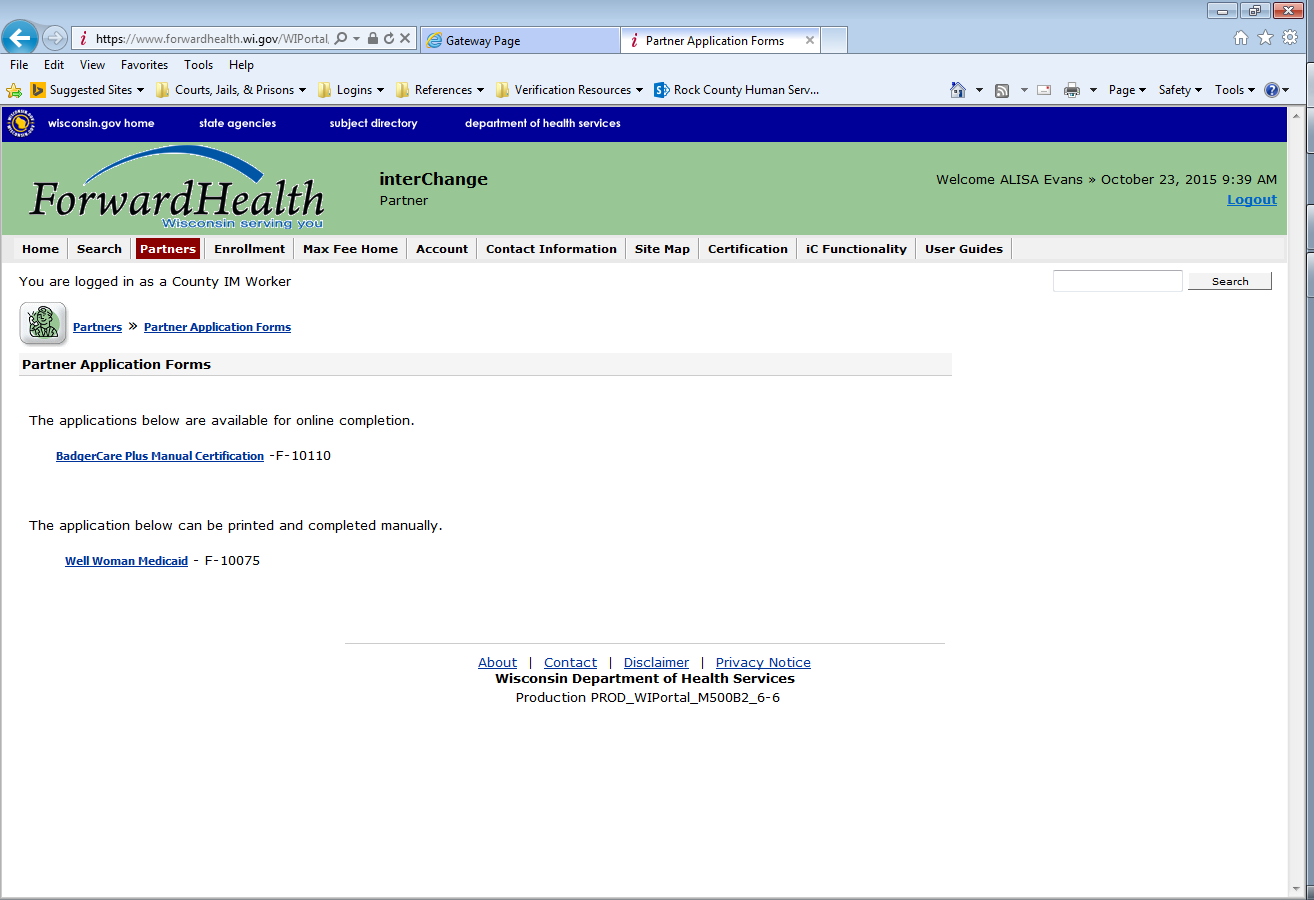 https://www.forwardhealth.wi.gov/WIPortal
Gateway Page
Partner Application Forms
File Edit View Favorites Tools Help
Suggested Sites Courts, Jails, & Prisons Logins References Verification Resources Rock County Human Serv... Page Safety Tools
wisconsin.gov home state agencies subject directory department of health services
ForwardHealth
Wisconsin serving you
interChange
Partner
Welcome ALISA Evans » October 23, 2015 9:39 AM
Logout
Home Search Partners Enrollment Max Fee Home Account Contact Information Site Map Certification iC Functionality User Guides
You are logged in as a County IM Worker
Search
Partners » Partner Application Forms
Partner Application Forms
The applications below are available for online completion.
BadgerCare Plus Manual Certification -F-10110
The application below can be printed and completed manually.
Well Woman Medicaid - F-10075
About | Contact | Disclaimer | Privacy Notice
Wisconsin Department of Health Services
Production PROD_WIPortal_M500B2_6-6